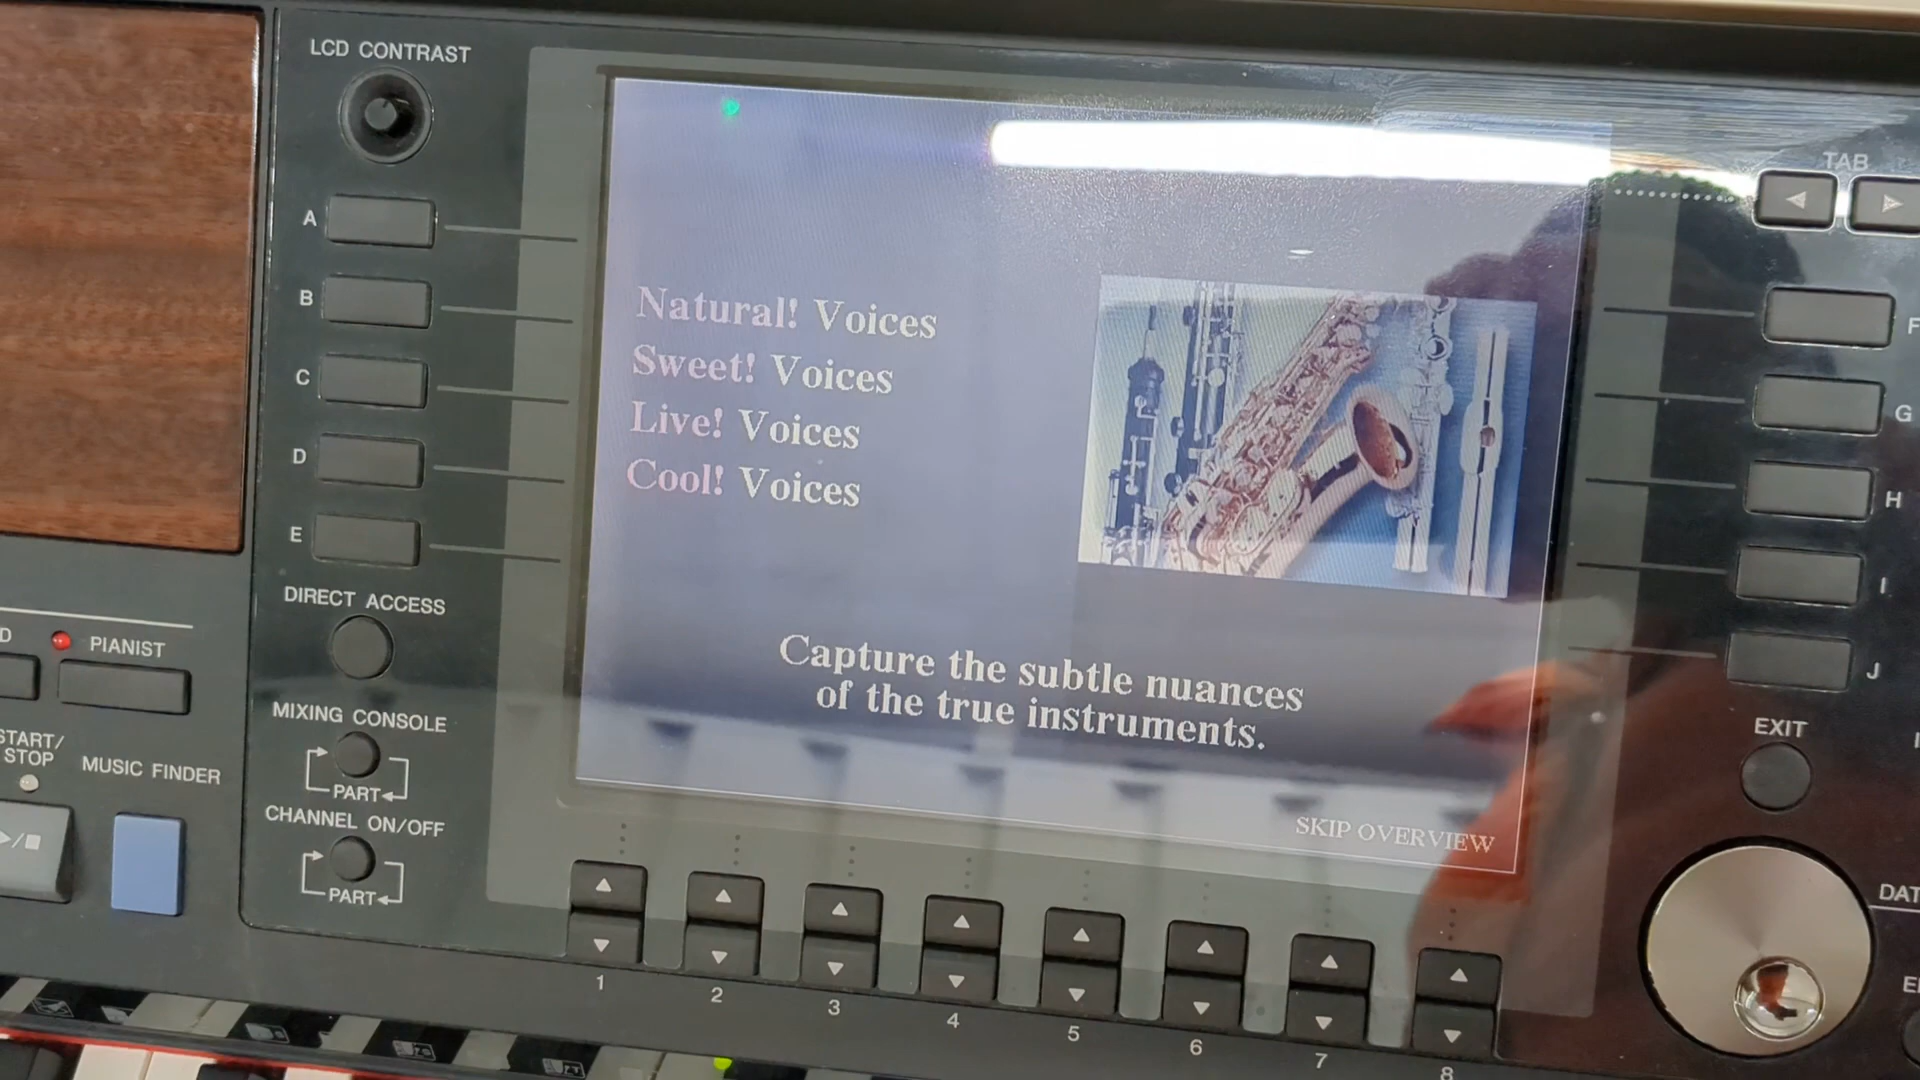 LCD CONTRAST
A
B
C
D
E
DIRECT ACCESS
PIANIST
MIXING CONSOLE
PART
START/
STOP
MUSIC FINDER
CHANNEL ON/OFF
PART
Natural! Voices
Sweet! Voices
Live! Voices
Cool! Voices
Capture the subtle nuances
of the true instruments.
SKIP OVERVIEW
1
2
3
4
5
6
7
8
TAB
F
G
H
I
J
EXIT